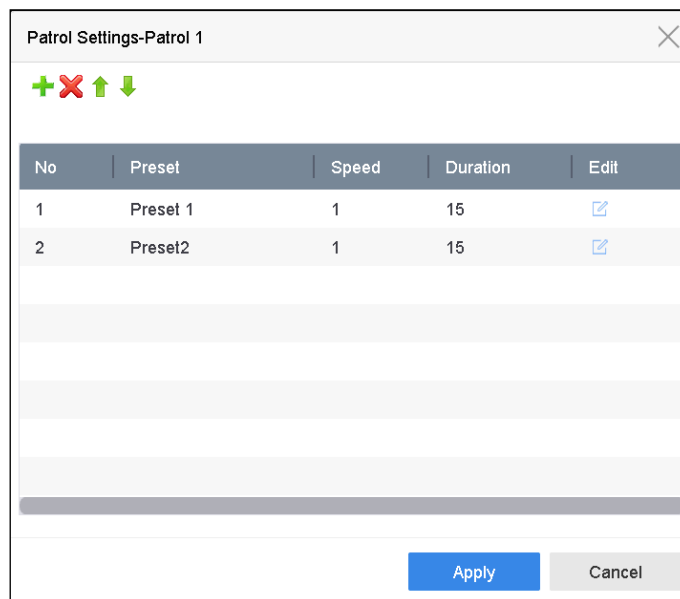 Patrol Settings-Patrol 1
No Preset Speed Duration Edit
1 Preset 1 1 15
2 Preset2 1 15
Apply Cancel